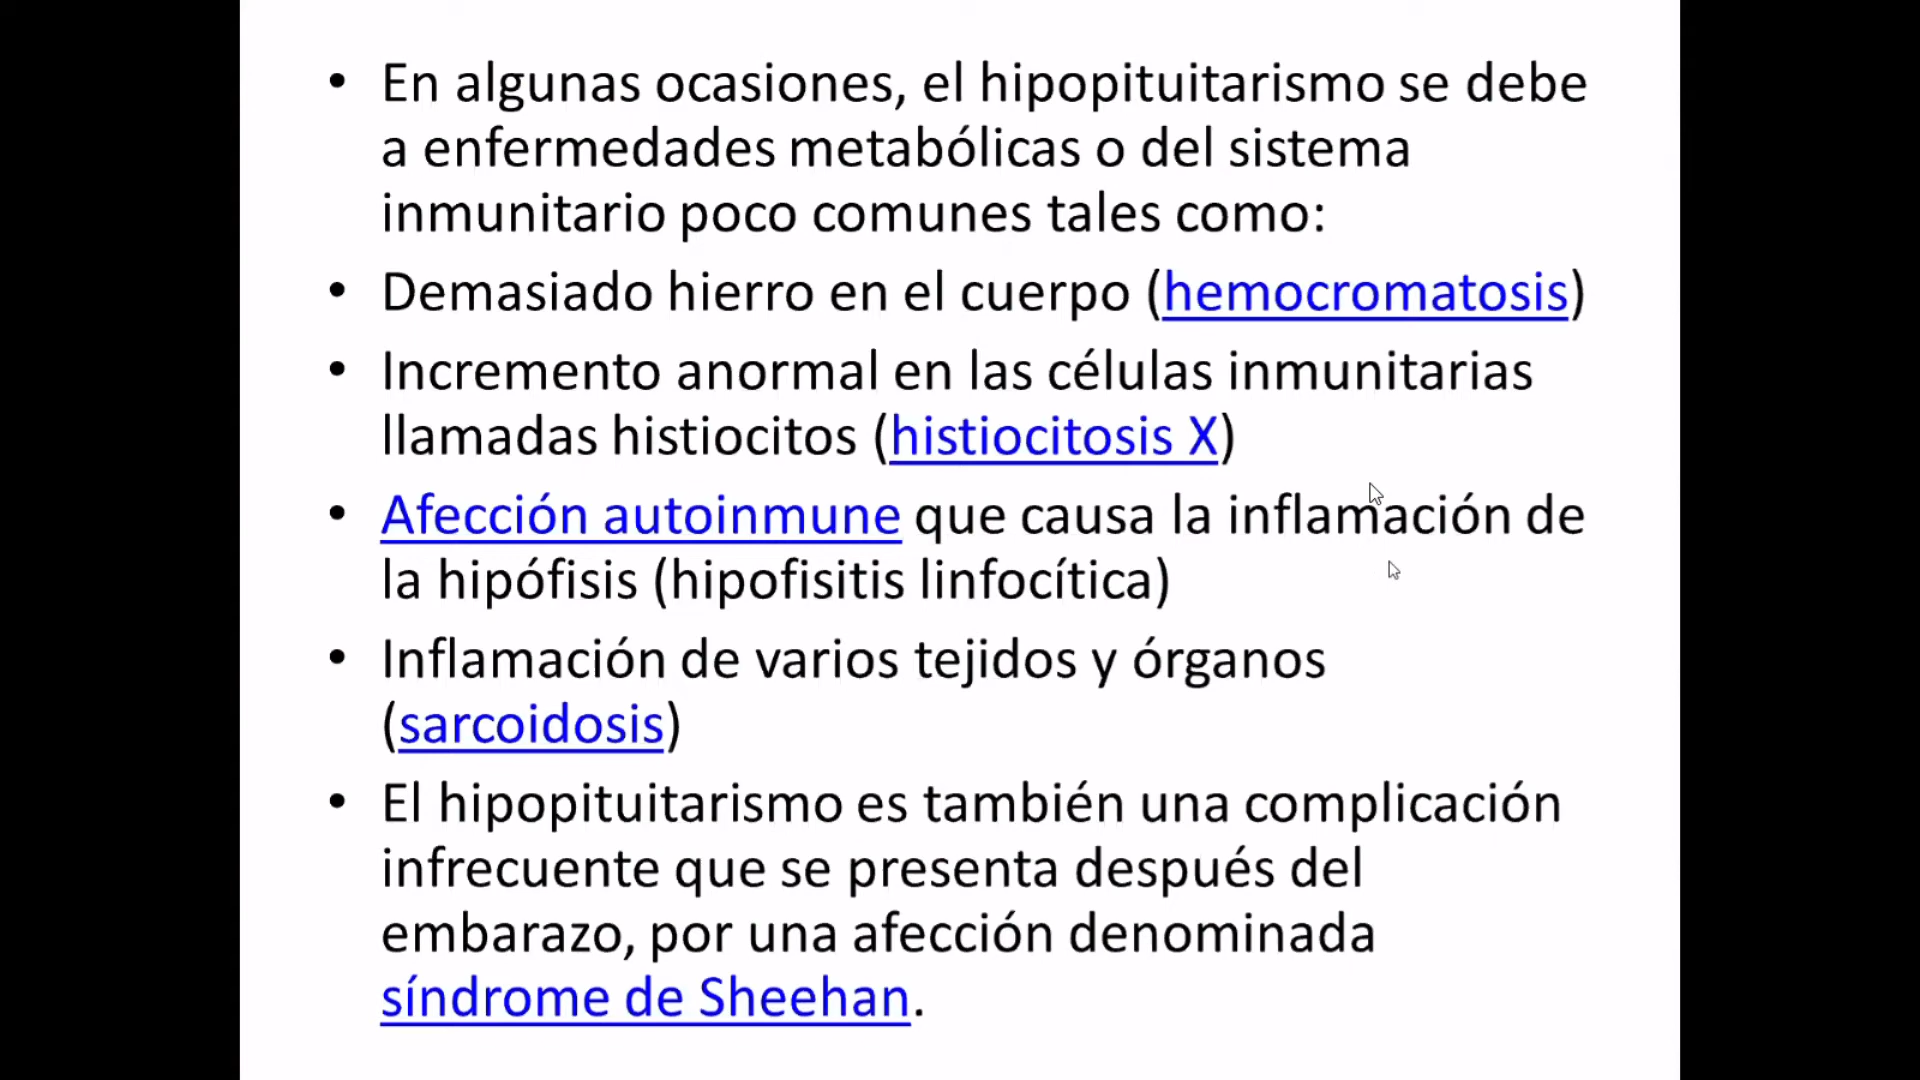 • En algunas ocasiones, el hipopituitarismo se debe
a enfermedades metabólicas o del sistema
inmunitario poco comunes tales como:
• Demasiado hierro en el cuerpo (hemocromatosis)
• Incremento anormal en las células inmunitarias
llamadas histiocitos (histiocitosis X)
• Afección autoinmune que causa la inflamación de
la hipófisis (hipofisitis linfocítica)
• Inflamación de varios tejidos y órganos
(sarcoidosis)
• El hipopituitarismo es también una complicación
infrecuente que se presenta después del
embarazo, por una afección denominada
síndrome de Sheehan.